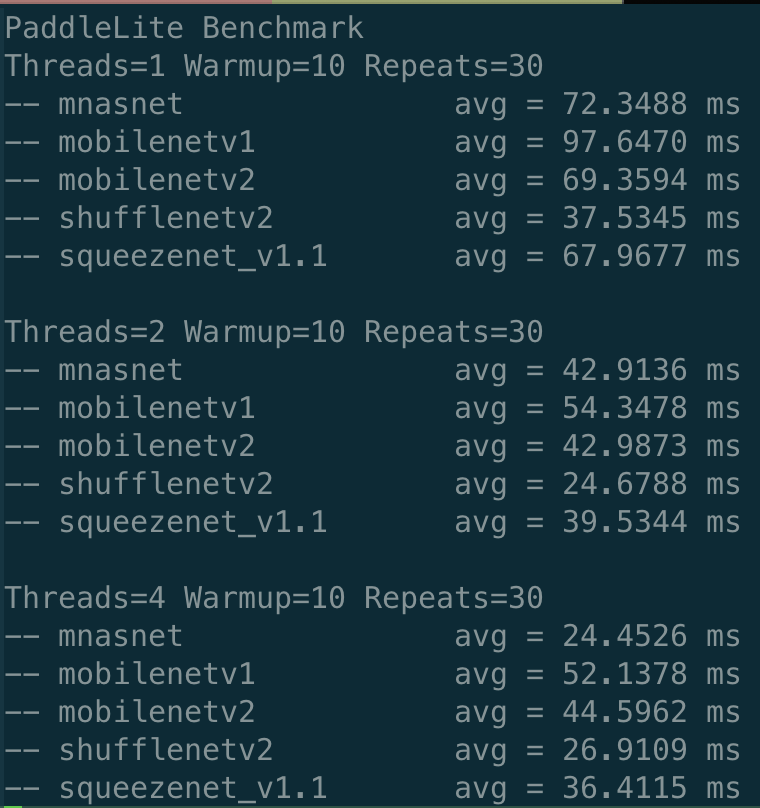 PaddleLite Benchmark
Threads=1 Warmup=10 Repeats=30
-- mnasnet avg = 72.3488 ms
-- mobilenetv1 avg = 97.6470 ms
-- mobilenetv2 avg = 69.3594 ms
-- shufflenetv2 avg = 37.5345 ms
-- squeezenet_v1.1 avg = 67.9677 ms

Threads=2 Warmup=10 Repeats=30
-- mnasnet avg = 42.9136 ms
-- mobilenetv1 avg = 54.3478 ms
-- mobilenetv2 avg = 42.9873 ms
-- shufflenetv2 avg = 24.6788 ms
-- squeezenet_v1.1 avg = 39.5344 ms

Threads=4 Warmup=10 Repeats=30
-- mnasnet avg = 24.4526 ms
-- mobilenetv1 avg = 52.1378 ms
-- mobilenetv2 avg = 44.5962 ms
-- shufflenetv2 avg = 26.9109 ms
-- squeezenet_v1.1 avg = 36.4115 ms